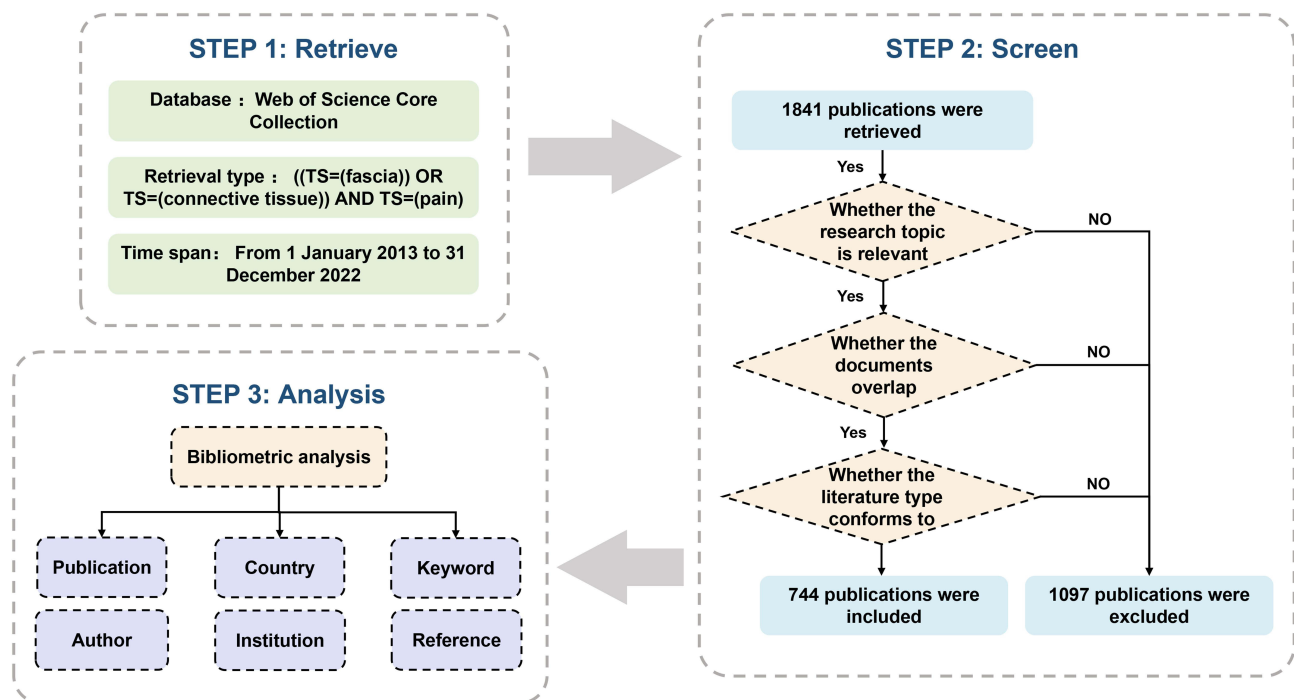 STEP 1: Retrieve
Database： Web of Science Core
Collection
Retrieval type： ((TS=(fascia)) OR
TS=(connective tissue)) AND TS=(pain)
Time span： From 1 January 2013 to 31
December 2022
STEP 2: Screen
1841 publications were
retrieved
Yes
Whether the
research topic
is relevant
NO
Yes
Whether the
documents
overlap
NO
Yes
Whether the
literature type
conforms to
NO
744 publications were
included
1097 publications were
excluded
STEP 3: Analysis
Bibliometric analysis
Publication
Country
Keyword
Author
Institution
Reference